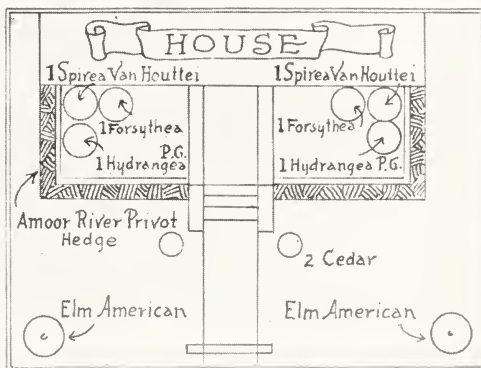 HOUSE
1 Spirea Van Houttei
1 Spirea Van Houttei
1 Forsythea
P.G.
1 Hydrangea
1 Forsythea
1 Hydrangea P.G.
Amoor River Privot
Hedge
2 Cedar
Elm American
Elm American